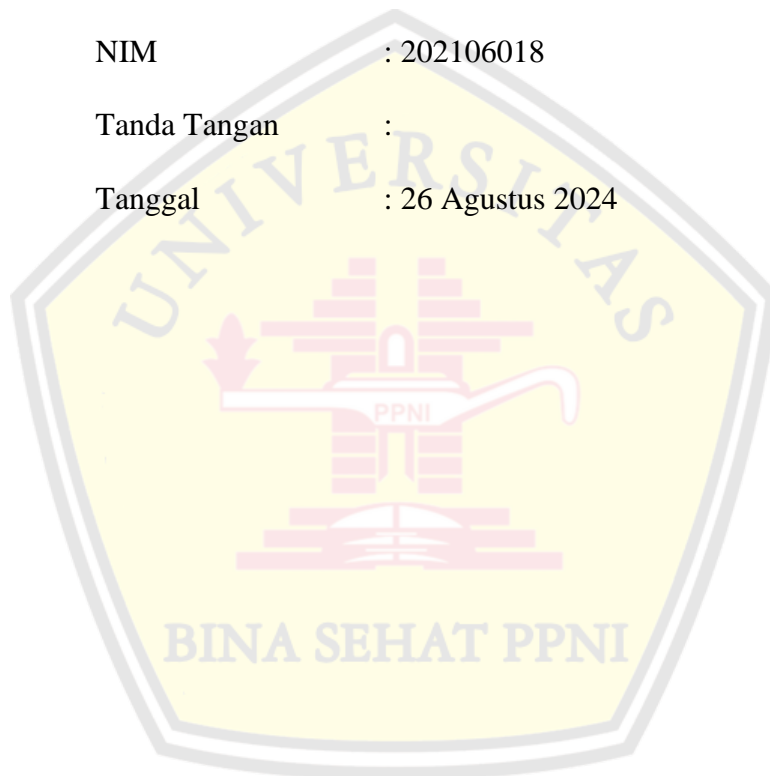 NIM : 202106018
Tanda Tangan :
Tanggal : 26 Agustus 2024
UNIVERSITAS
PPNI
BINA SEHAT PPNI